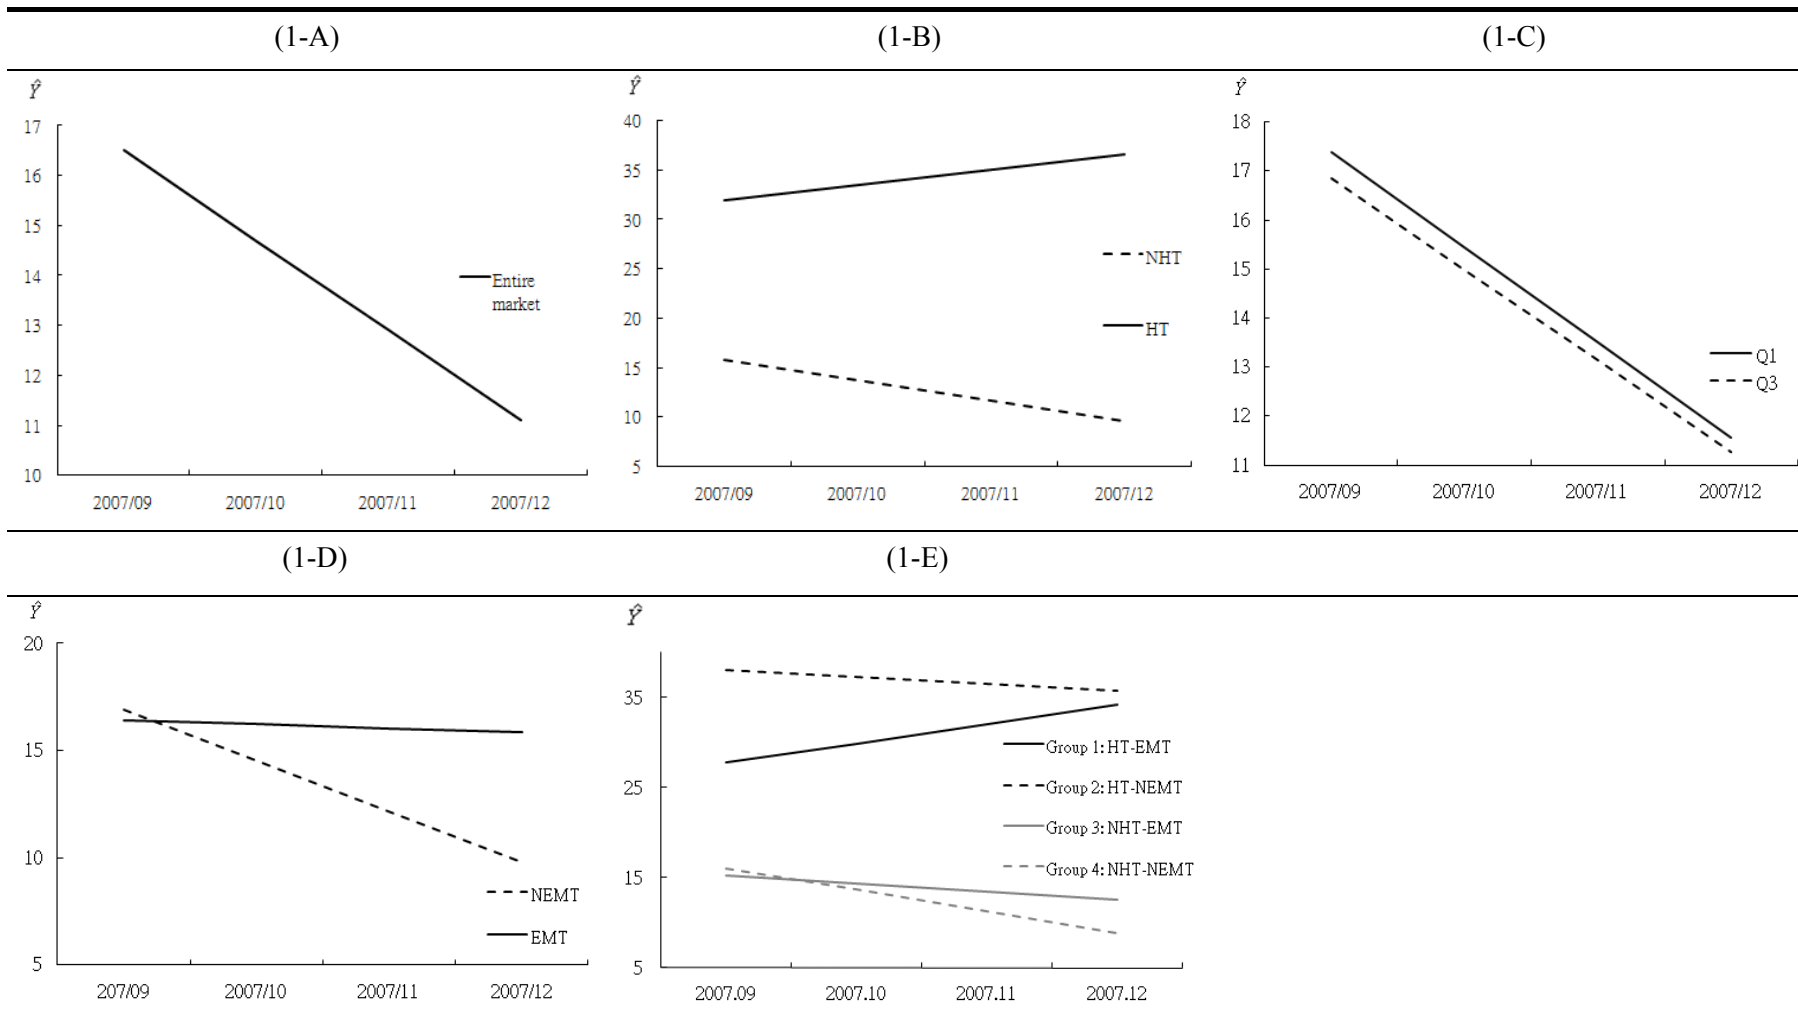 (1-A)
(1-B)
(1-C)
Ŷ
17
16
15
14
13
12
11
10
Entire
market
2007/09
2007/10
2007/11
2007/12
Ŷ
40
35
30
25
20
15
10
5
NHT
HT
2007/09
2007/10
2007/11
2007/12
Ŷ
18
17
16
15
14
13
12
11
Q1
Q3
2007/09
2007/10
2007/11
2007/12
(1-D)
(1-E)
Ŷ
20
15
10
5
NEMT
EMT
207/09
2007/10
2007/11
2007/12
Ŷ
35
25
15
5
Group 1: HT-EMT
Group 2: HT-NEMT
Group 3: NHT-EMT
Group 4: NHT-NEMT
2007.09
2007.10
2007.11
2007.12